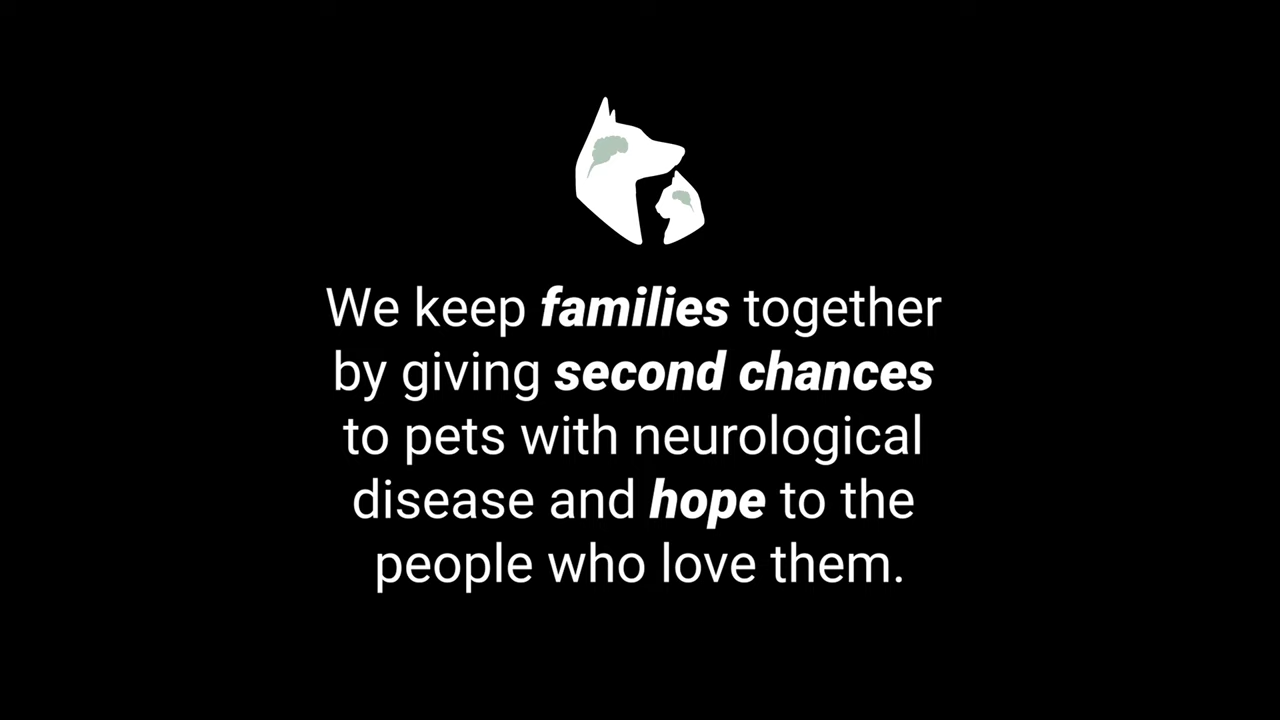 We keep families together
by giving second chances
to pets with neurological
disease and hope to the
people who love them.